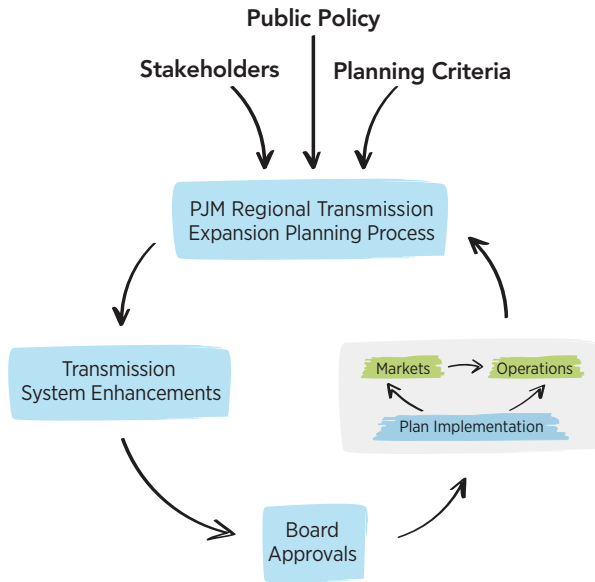 Public Policy
Stakeholders
Planning Criteria
PJM Regional Transmission
Expansion Planning Process
Transmission
System Enhancements
Markets
Operations
Plan Implementation
Board
Approvals